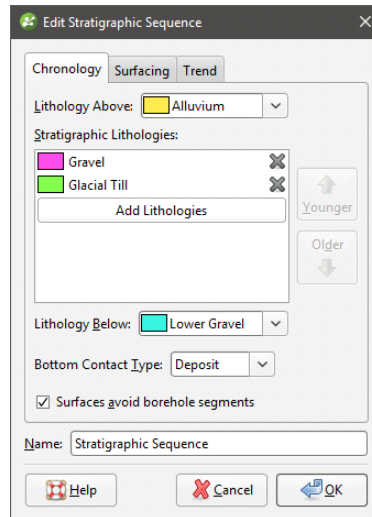 Edit Stratigraphic Sequence
Chronology Surfacing Trend
Lithology Above: Alluvium
Stratigraphic Lithologies:
Gravel
Glacial Till
Add Lithologies
Younger
Older
Lithology Below: Lower Gravel
Bottom Contact Type: Deposit
Surfaces avoid borehole segments
Name: Stratigraphic Sequence
Help Cancel OK